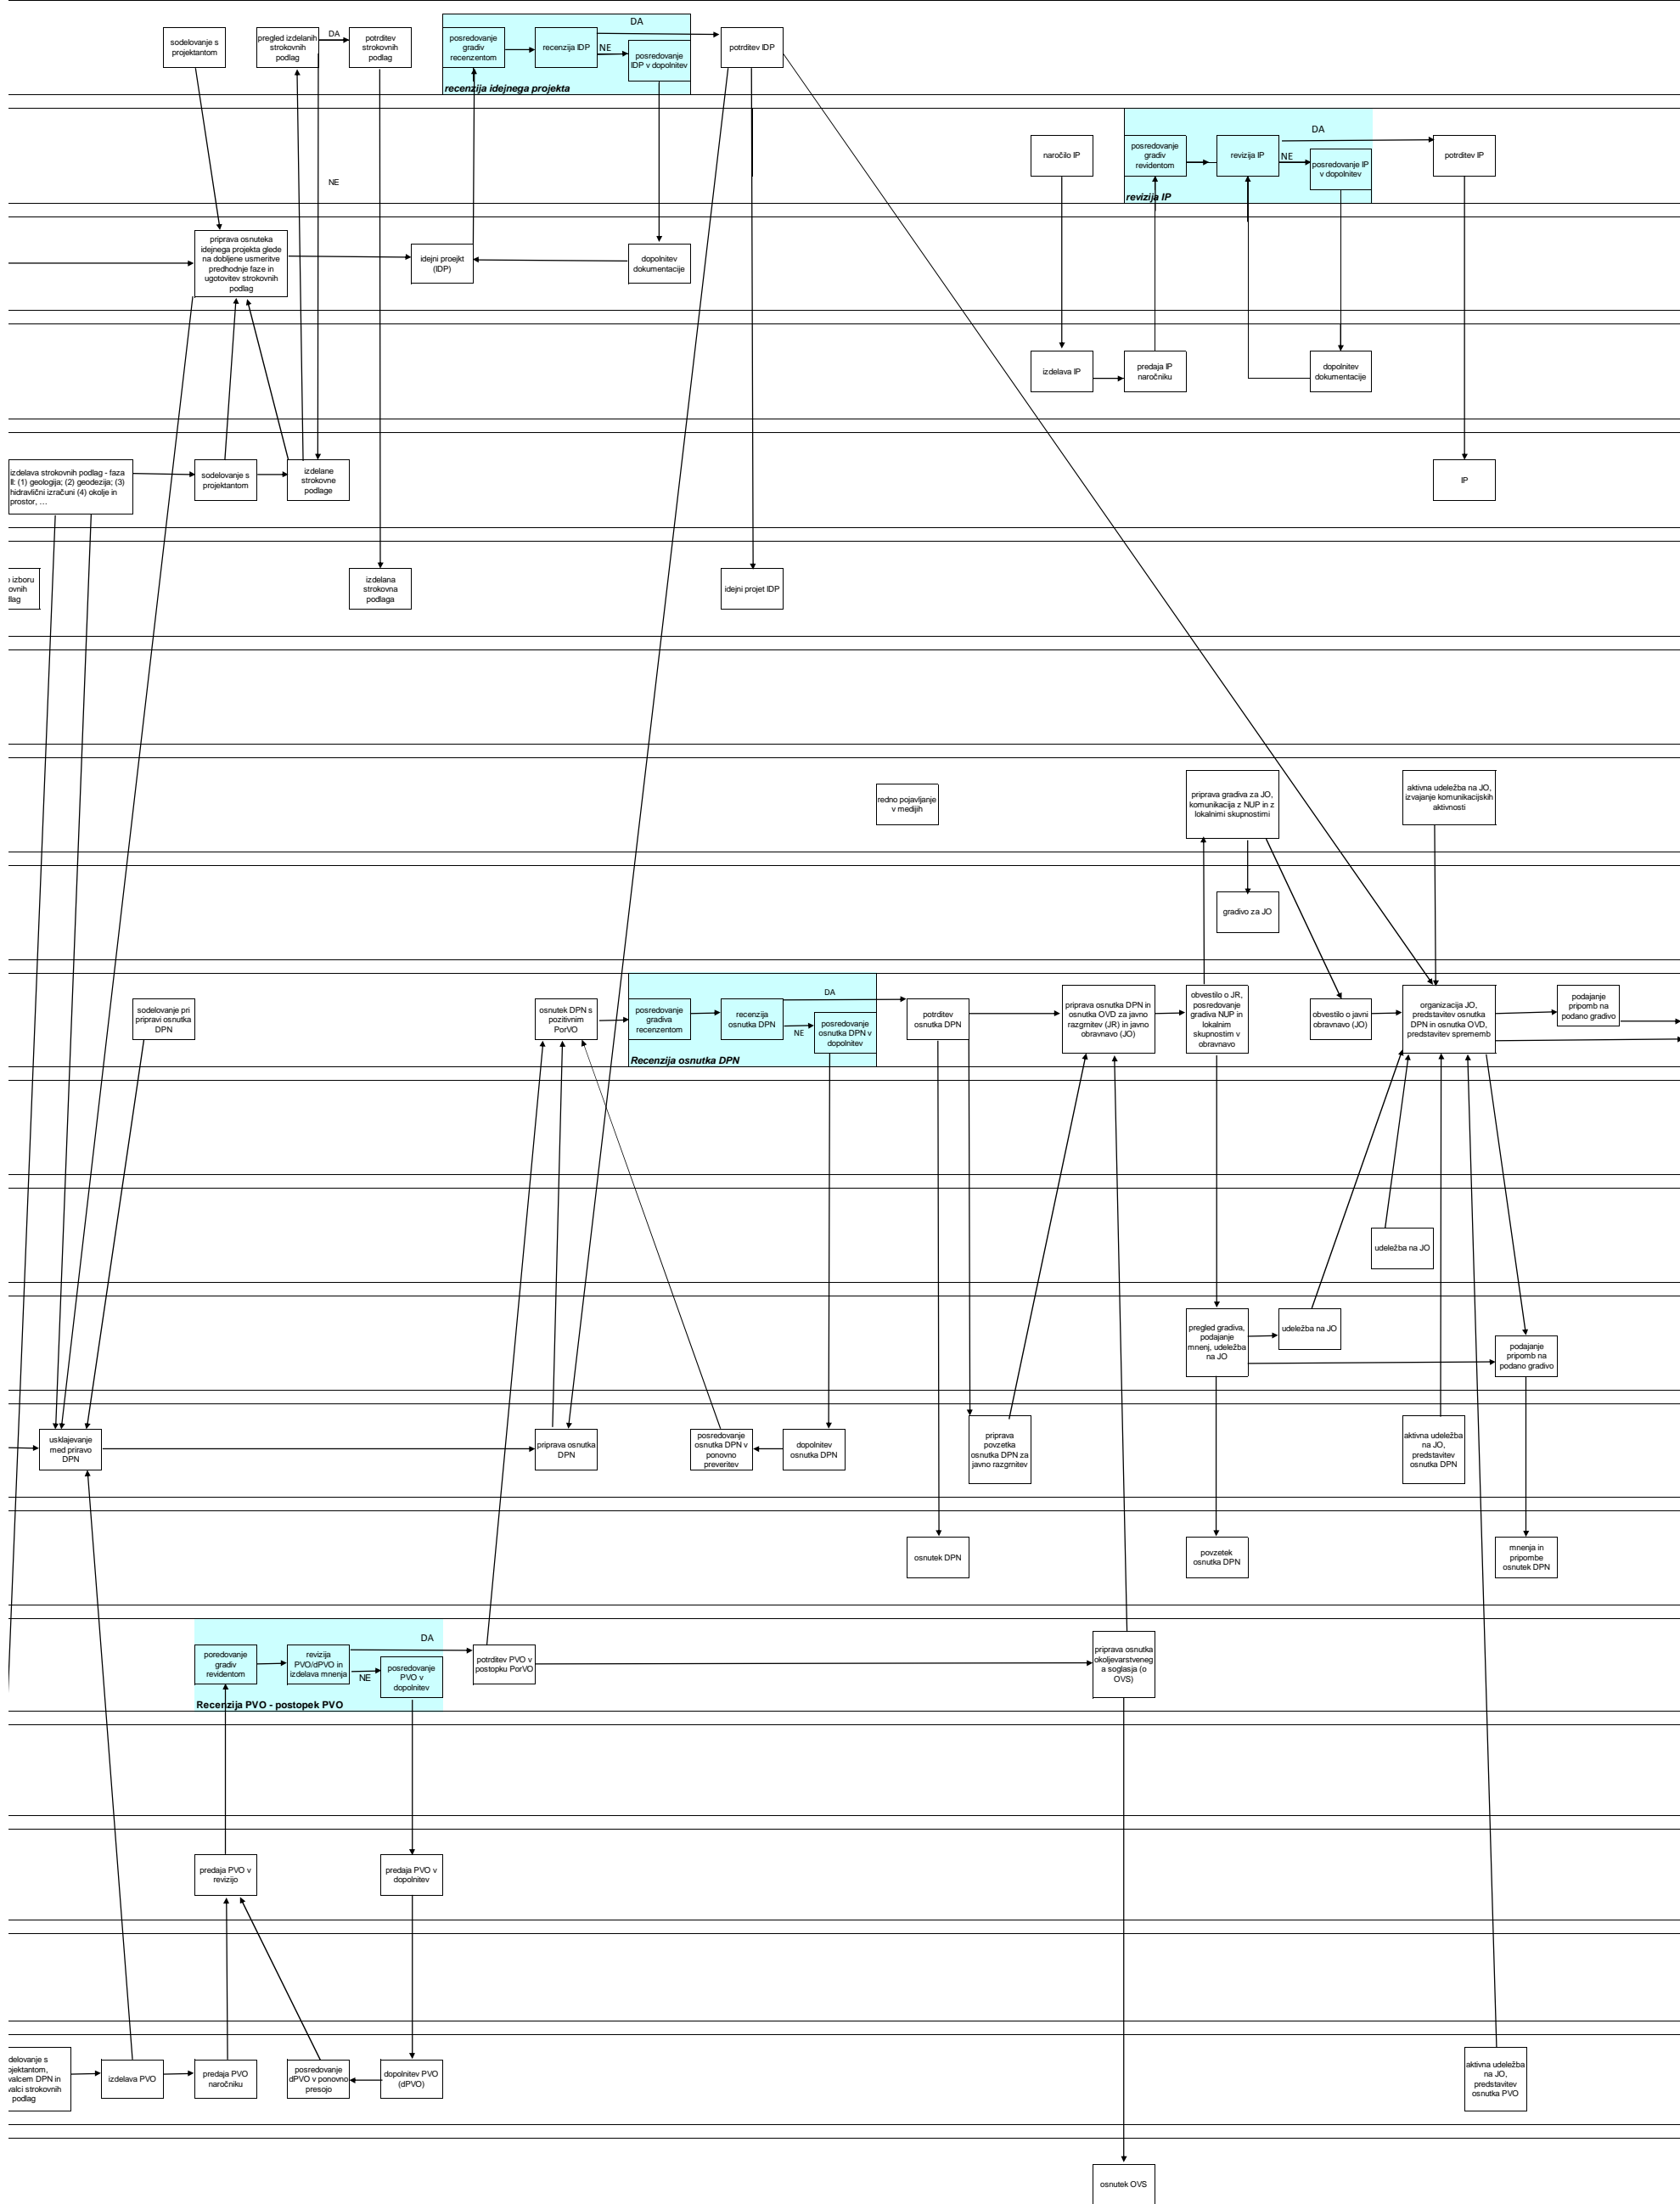 sodelovanje s
projektantom
pregled izdelanih
strokovnih
podlag
DA
potrditev
strokovnih
podlag
posredovanje
gradiv
recenzentom
recenzija IDP
DA
NE
posredovanje
IDP v dopolnitev
recenzija idejnega projekta
potrditev IDP
NE
naročilo IP
posredovanje
gradiv
revidentom
revizija IP
DA
NE
posredovanje IP
v dopolnitev
revizija IP
potrditev IP
priprava osnuteka
idejnega projekta glede
na dobljene usmeritve
predhodnje faze in
ugotovitev strokovnih
podlag
idejni proejkt
(IDP)
dopolnitev
dokumentacije
izdelava IP
predaja IP
naročniku
dopolnitev
dokumentacije
izdelava strokovnih podlag - faza
II: (1) geologija; (2) geodezija; (3)
hidravlični izračuni (4) okolje in
prostor, ...
sodelovanje s
projektantom
izdelane
strokovne
podlage
IP
izboru
ovnih
lag
izdelana
strokovna
podlaga
idejni projet IDP
redno pojavljanje
v medijih
priprava gradiva za JO,
komunikacija z NUP in z
lokalnimi skupnostimi
aktivna udeležba na JO,
izvajanje komunikacijskih
aktivnosti
gradivo za JO
sodelovanje pri
pripravi osnutka
DPN
osnutek DPN s
pozitivnim
PorVO
posredovanje
gradiva
recenzentom
recenzija
osnutka DPN
DA
NE
posredovanje
osnutka DPN v
dopolnitev
Recenzija osnutka DPN
potrditev
osnutka DPN
priprava osnutka DPN in
osnutka OVD za javno
razgrnitev (JR) in javno
obravnavo (JO)
obvestilo o JR,
posredovanje
gradiva NUP in
lokalnim
skupnostim v
obravnavo
obvestilo o javni
obravnavo (JO)
organizacija JO,
predstavitev osnutka
DPN in osnutka OVD,
predstavitev sprememb
podajanje
pripomb na
podano gradivo
udeležba na JO
pregled gradiva,
podajanje
mnenj, udeležba
na JO
udeležba na JO
podajanje
pripomb na
podano gradivo
usklajevanje
med priravo
DPN
priprava osnutka
DPN
posredovanje
osnutka DPN v
ponovno
preveritev
dopolnitev
osnutka DPN
priprava
povzetka
osnutka DPN za
javno razgrnitev
aktivna udeležba
na JO,
predstavitev
osnutka DPN
osnutek DPN
povzetek
osnutka DPN
mnenja in
pripombe
osnutek DPN
poredovanje
gradiv
revidentom
revizija
PVO/dPVO in
izdelava mnenja
DA
NE
posredovanje
PVO v
dopolnitev
Recenzija PVO - postopek PVO
potrditev PVO v
postopku PorVO
priprava osnutka
okoljevarstveneg
a soglasja (o
OVS)
predaja PVO v
revizijo
predaja PVO v
dopolnitev
delovanje s
ojektantom,
valcem DPN in
valci strokovnih
podlag
izdelava PVO
predaja PVO
naročniku
posredovanje
dPVO v ponovno
presojo
dopolnitev PVO
(dPVO)
aktivna udeležba
na JO,
predstavitev
osnutka PVO
osnutek OVS